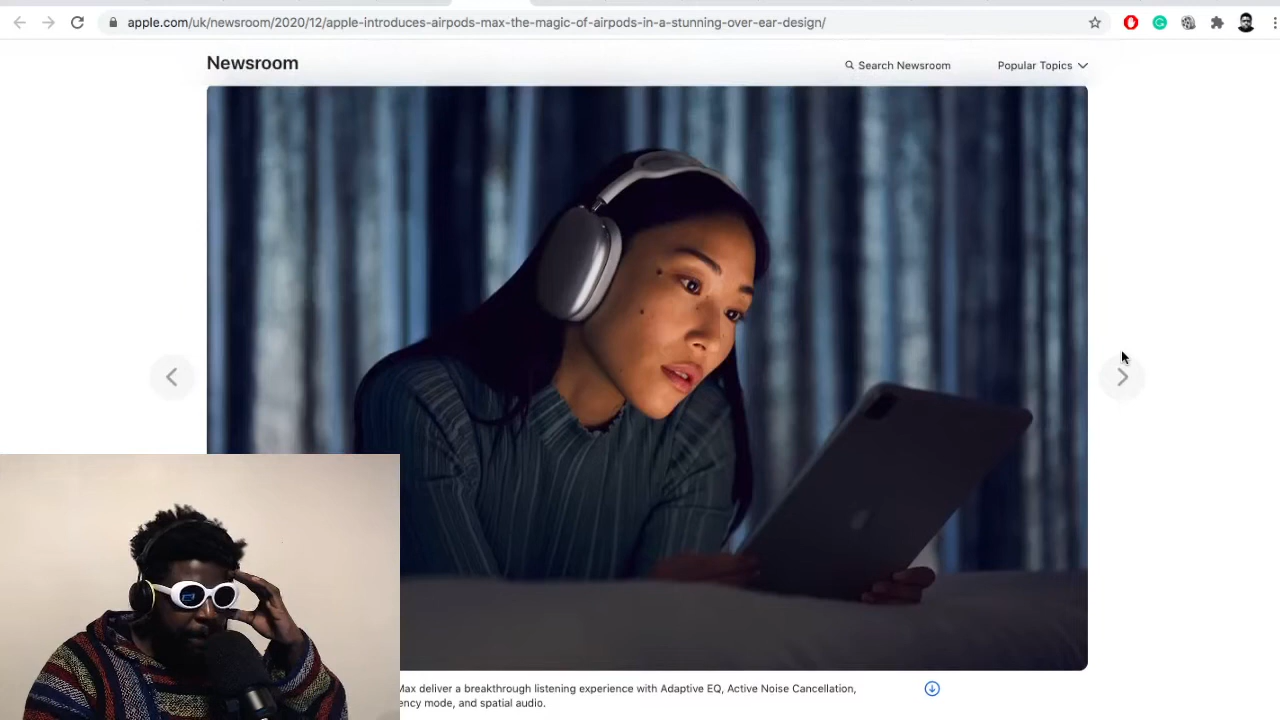 apple.com/uk/newsroom/2020/12/apple-introduces-airpods-max-the-magic-of-airpods-in-a-stunning-over-ear-design/
Newsroom
Search Newsroom
Popular Topics
Max deliver a breakthrough listening experience with Adaptive EQ, Active Noise Cancellation,
mode, and spatial audio.